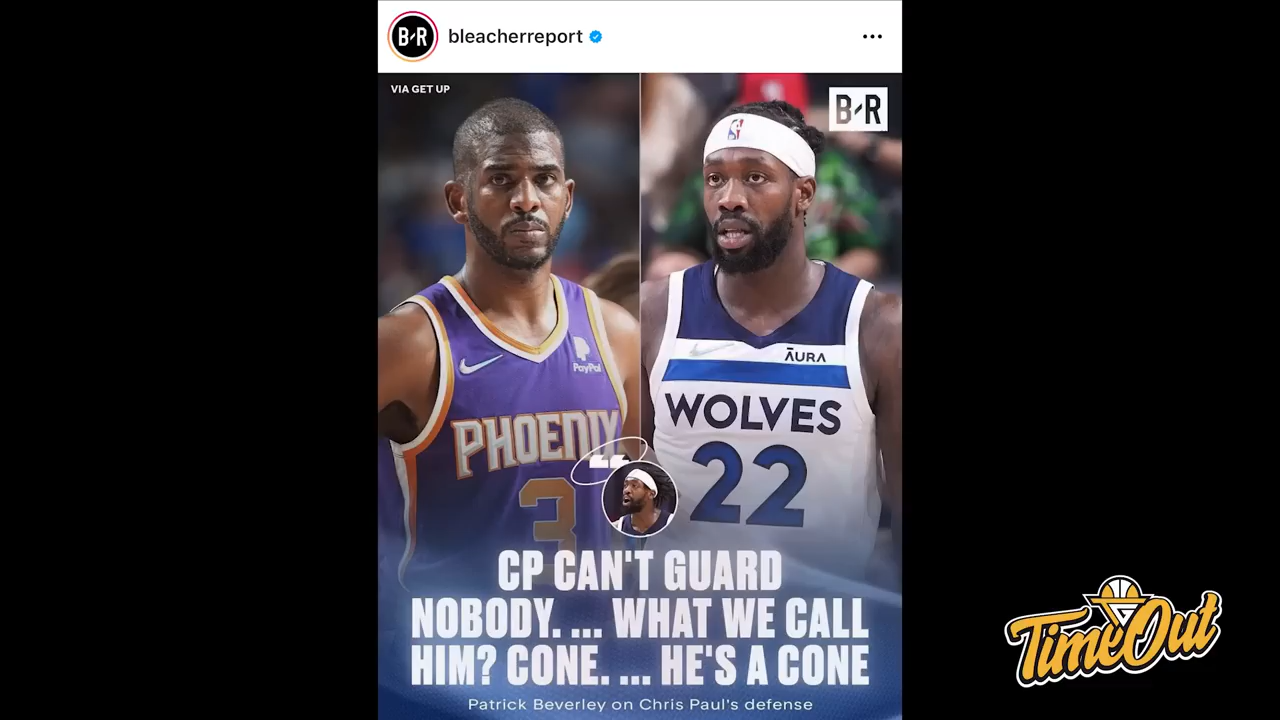 B/R bleacherreport
VIA GET UP
B/R
PayPal
ĀURA
PHOENIX
WOLVES
3
22
CP CAN'T GUARD
NOBODY. ... WHAT WE CALL
HIM? CONE. ... HE'S A CONE
Patrick Beverley on Chris Paul's defense
TimeOut